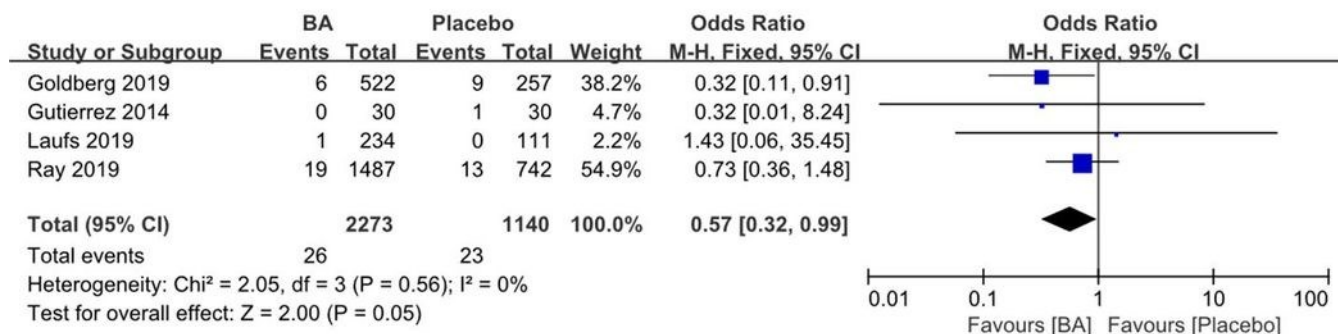 BA Placebo Odds Ratio Odds Ratio
Study or Subgroup Events Total Events Total Weight M-H, Fixed, 95% CI M-H, Fixed, 95% CI
Goldberg 2019 6 522 9 257 38.2% 0.32 [0.11, 0.91]
Gutierrez 2014 0 30 1 30 4.7% 0.32 [0.01, 8.24]
Laufs 2019 1 234 0 111 2.2% 1.43 [0.06, 35.45]
Ray 2019 19 1487 13 742 54.9% 0.73 [0.36, 1.48]
Total (95% CI) 2273 1140 100.0% 0.57 [0.32, 0.99]
Total events 26 23
Heterogeneity: Chi² = 2.05, df = 3 (P = 0.56); I² = 0%
Test for overall effect: Z = 2.00 (P = 0.05)
0.01 0.1 1 10 100
Favours [BA] Favours [Placebo]